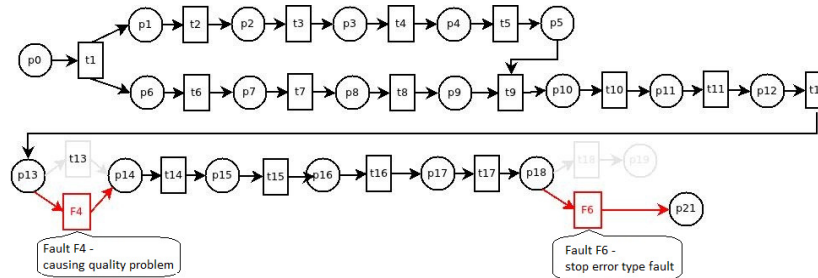 p1 t2 p2 t3 p3 t4 p4 t5 p5
p0 t1
p6 t6 p7 t7 p8 t8 p9 t9 p10 t10 p11 t11 p12 t1
t13 t18 p19
p13 p14 t14 p15 t15 p16 t16 p17 t17 p18
F4 F6 p21
Fault F4 -
causing quality problem
Fault F6 -
stop error type fault